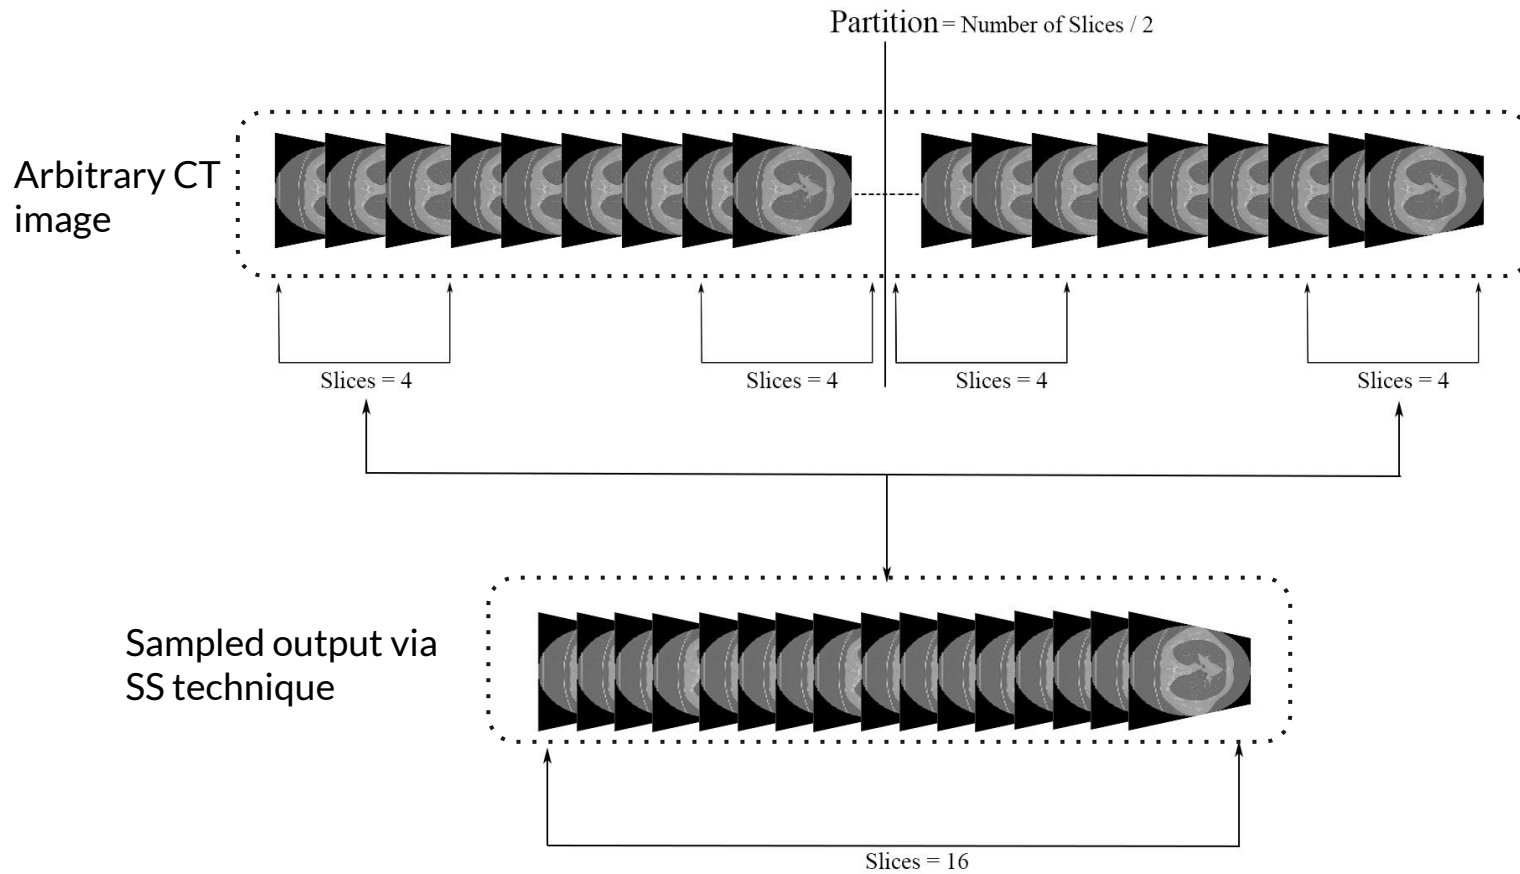 Partition = Number of Slices / 2
Arbitrary CT
image
Slices = 4
Slices = 4
Slices = 4
Slices = 4
Sampled output via
SS technique
Slices = 16